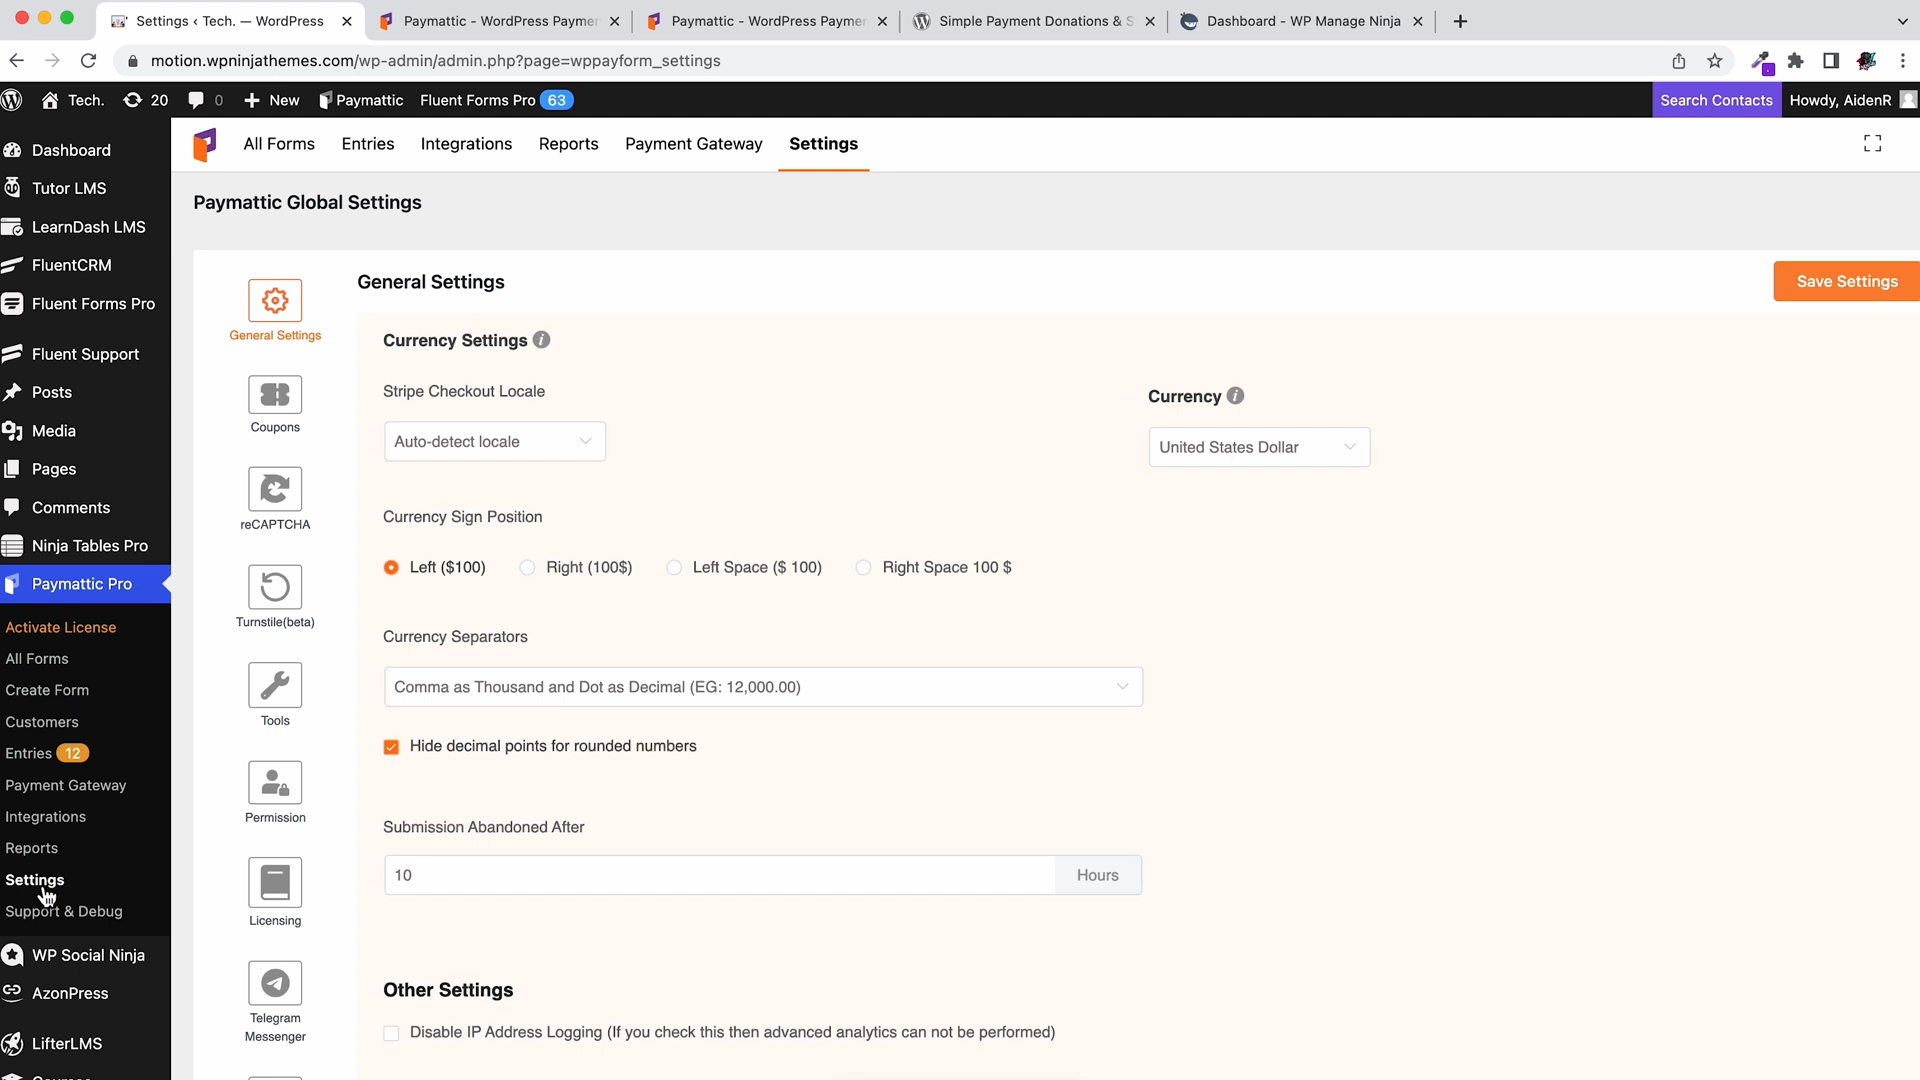 Settings ‹ Tech. — WordPress
Paymattic - WordPress Paymen
Paymattic - WordPress Paymen
Simple Payment Donations & S
Dashboard - WP Manage Ninja
motion.wpninjathemes.com/wp-admin/admin.php?page=wppayform_settings
Tech.
20
0
New
Paymattic
Fluent Forms Pro 63
Search Contacts
Howdy, AidenR
Dashboard
Tutor LMS
LearnDash LMS
FluentCRM
Fluent Forms Pro
Fluent Support
Posts
Media
Pages
Comments
Ninja Tables Pro
Paymattic Pro
Activate License
All Forms
Create Form
Customers
Entries 12
Payment Gateway
Integrations
Reports
Settings
Support & Debug
WP Social Ninja
AzonPress
LifterLMS
All Forms
Entries
Integrations
Reports
Payment Gateway
Settings
Paymattic Global Settings
General Settings
Coupons
reCAPTCHA
Turnstile(beta)
Tools
Permission
Licensing
Telegram
Messenger
General Settings
Save Settings
Currency Settings
Stripe Checkout Locale
Auto-detect locale
Currency
United States Dollar
Currency Sign Position
Left ($100)
Right (100$)
Left Space ($ 100)
Right Space 100 $
Currency Separators
Comma as Thousand and Dot as Decimal (EG: 12,000.00)
Hide decimal points for rounded numbers
Submission Abandoned After
10
Hours
Other Settings
Disable IP Address Logging (If you check this then advanced analytics can not be performed)